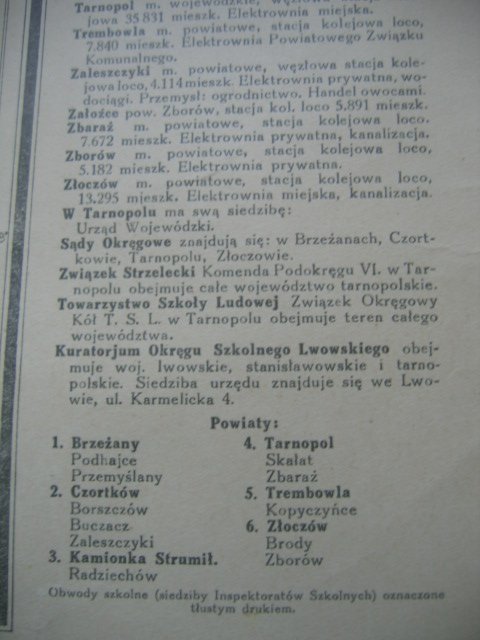 Tarnopol m. wojewódzkie, węzłowa stacja
jowa 35.831 mieszk. Elektrownia miejska.
Trembowla m. powiatowe, stacja kolejowa loco,
7.840 mieszk. Elektrownia Powiatowego Związku
Komunalnego.
Zaleszczyki m. powiatowe, węzłowa stacja kole-
jowa loco, 4.114 mieszk. Elektrownia prywatna, wo-
dociągi. Przemysł: ogrodnictwo. Handel owocami.
Założce pow. Zborów, stacja kol. loco 5.891 mieszk.
Zbaraż m. powiatowe, stacja kolejowa loco.
7.672 mieszk. Elektrownia prywatna, kanalizacja.
Zborów m. powiatowe, stacja kolejowa loco,
5.182 mieszk. Elektrownia prywatna.
Złoczów m. powiatowe, stacja kolejowa loco,
13.295 mieszk. Elektrownia miejska, kanalizacja.
W Tarnopolu ma swą siedzibę:
Urząd Wojewódzki.
Sądy Okręgowe znajdują się: w Brzeżanach, Czort-
kowie, Tarnopolu, Złoczowie.
Związek Strzelecki Komenda Podokręgu VI. w Tar-
nopolu obejmuje całe województwo tarnopolskie.
Towarzystwo Szkoły Ludowej Związek Okręgowy
Kół T. S. L. w Tarnopolu obejmuje teren całego
województwa.
Kuratorjum Okręgu Szkolnego Lwowskiego obej-
muje woj. lwowskie, stanisławowskie i tarno-
polskie. Siedziba urzędu znajduje się we Lwo-
wie, ul. Karmelicka 4.
Powiaty:
1. Brzeżany
Podhajce
Przemyślany
2. Czortków
Borszczów
Buczacz
Zaleszczyki
3. Kamionka Strumił.
Radziechów
4. Tarnopol
Skałat
Zbaraż
5. Trembowla
Kopyczyńce
6. Złoczów
Brody
Zborów
Obwody szkolne (siedziby Inspektoratów Szkolnych) oznaczone
tłustym drukiem.